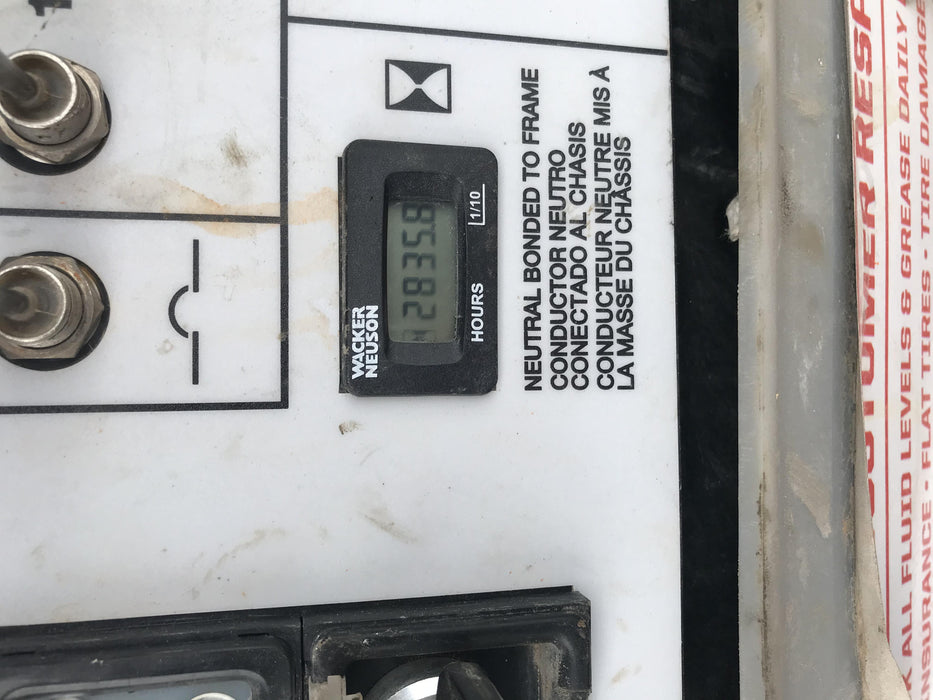 WACKER
NEUSON
2835.8
HOURS
1/10
NEUTRAL BONDED TO FRAME
CONDUCTOR NEUTRO
CONECTADO AL CHASIS
CONDUCTEUR NEUTRE MIS À
LA MASSE DU CHÂSSIS
ALL FLUID LEVELS & GREASE DAILY
FLAT TIRES - TIRE DAMAGE